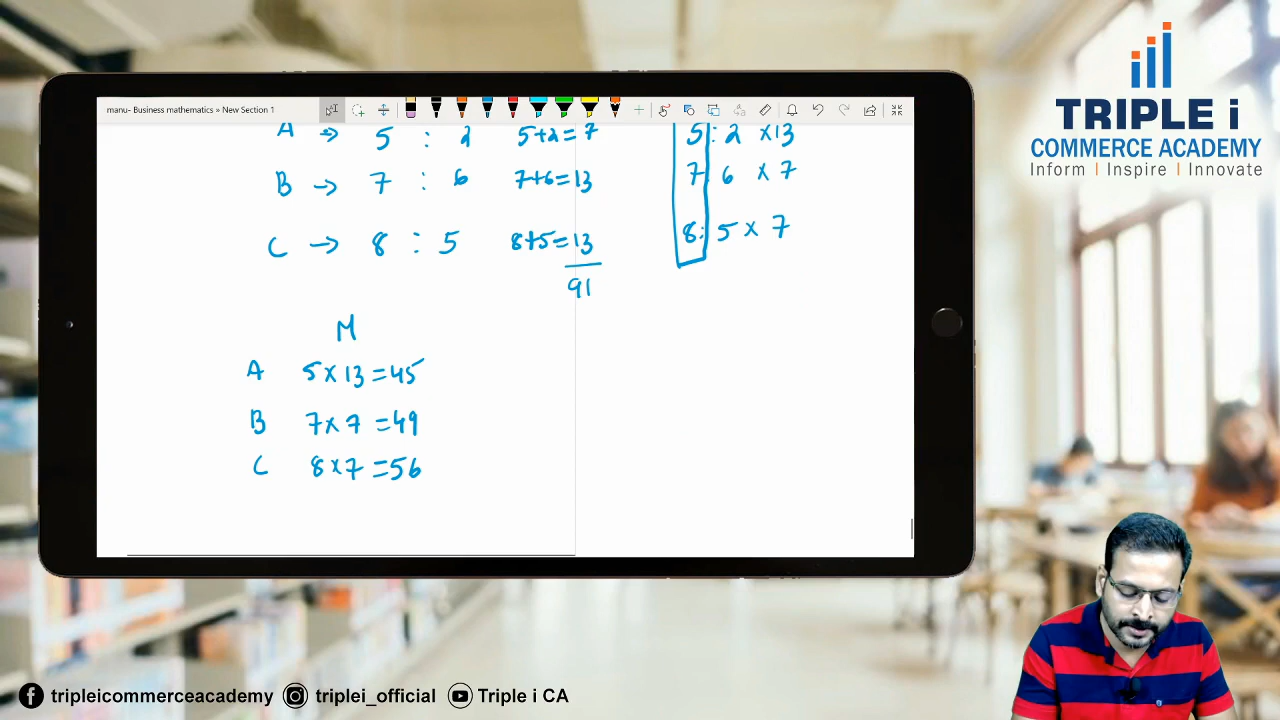 TRIPLE i
COMMERCE ACADEMY
Inform | Inspire | Innovate
manu- Business mathematics » New Section 1
A → 5 : 2 5+2=7
B → 7 : 6 7+6=13
C → 8 : 5 8+5=13
91
5 : 2 ×13
7 : 6 × 7
8 : 5 × 7
M
A 5×13=45
B 7×7=49
C 8×7=56
tripleicommerceacademy triplei_official Triple i CA